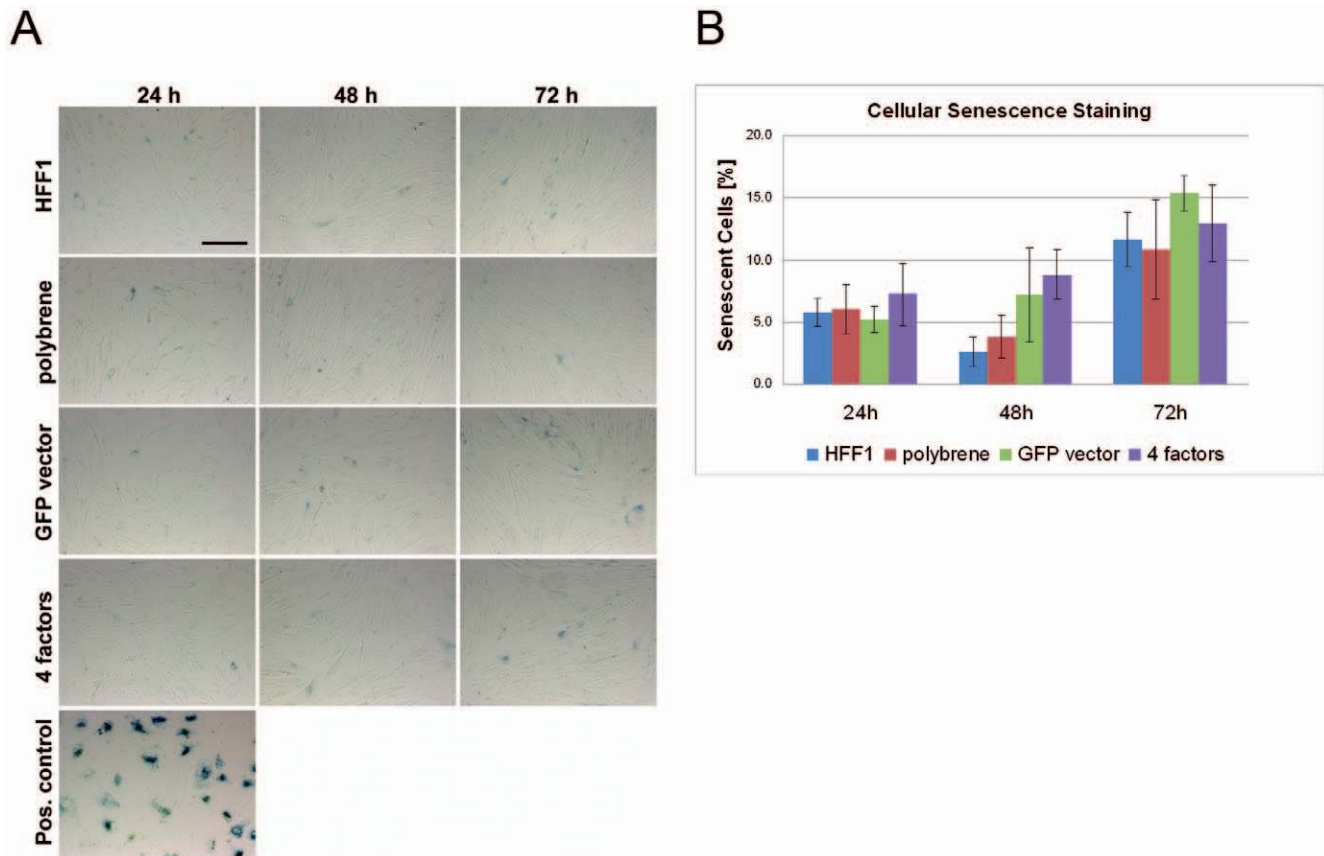 A
24 h 48 h 72 h
HFF1
polybrene
GFP vector
4 factors
Pos. control
B
Cellular Senescence Staining
Senescent Cells [%]
20.0
15.0
10.0
5.0
0.0
24h 48h 72h
HFF1 polybrene GFP vector 4 factors